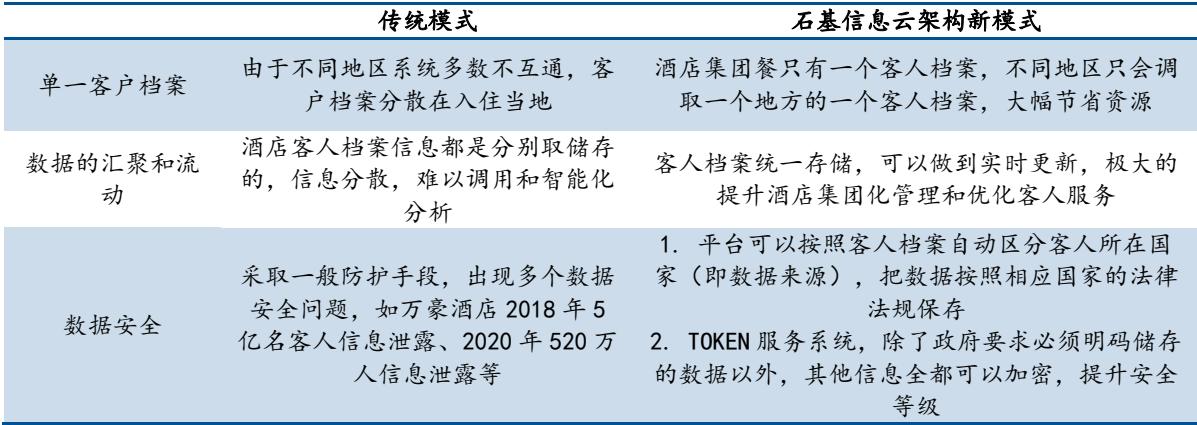 传统模式 石基信息云架构新模式
单一客户档案
由于不同地区系统多数不互通，客
户档案分散在入住当地
酒店集团餐只有一个客人档案，不同地区只会调
取一个地方的一个客人档案，大幅节省资源
数据的汇聚和流
动
酒店客人档案信息都是分别取储存
的，信息分散，难以调用和智能化
分析
客人档案统一存储，可以做到实时更新，极大的
提升酒店集团化管理和优化客人服务
数据安全
采取一般防护手段，出现多个数据
安全问题，如万豪酒店 2018 年 5
亿名客人信息泄露、2020 年 520 万
人信息泄露等
1. 平台可以按照客人档案自动区分客人所在国
家（即数据来源），把数据按照相应国家的法律
法规保存
2. TOKEN 服务系统，除了政府要求必须明码储存
的数据以外，其他信息全都可以加密，提升安全
等级